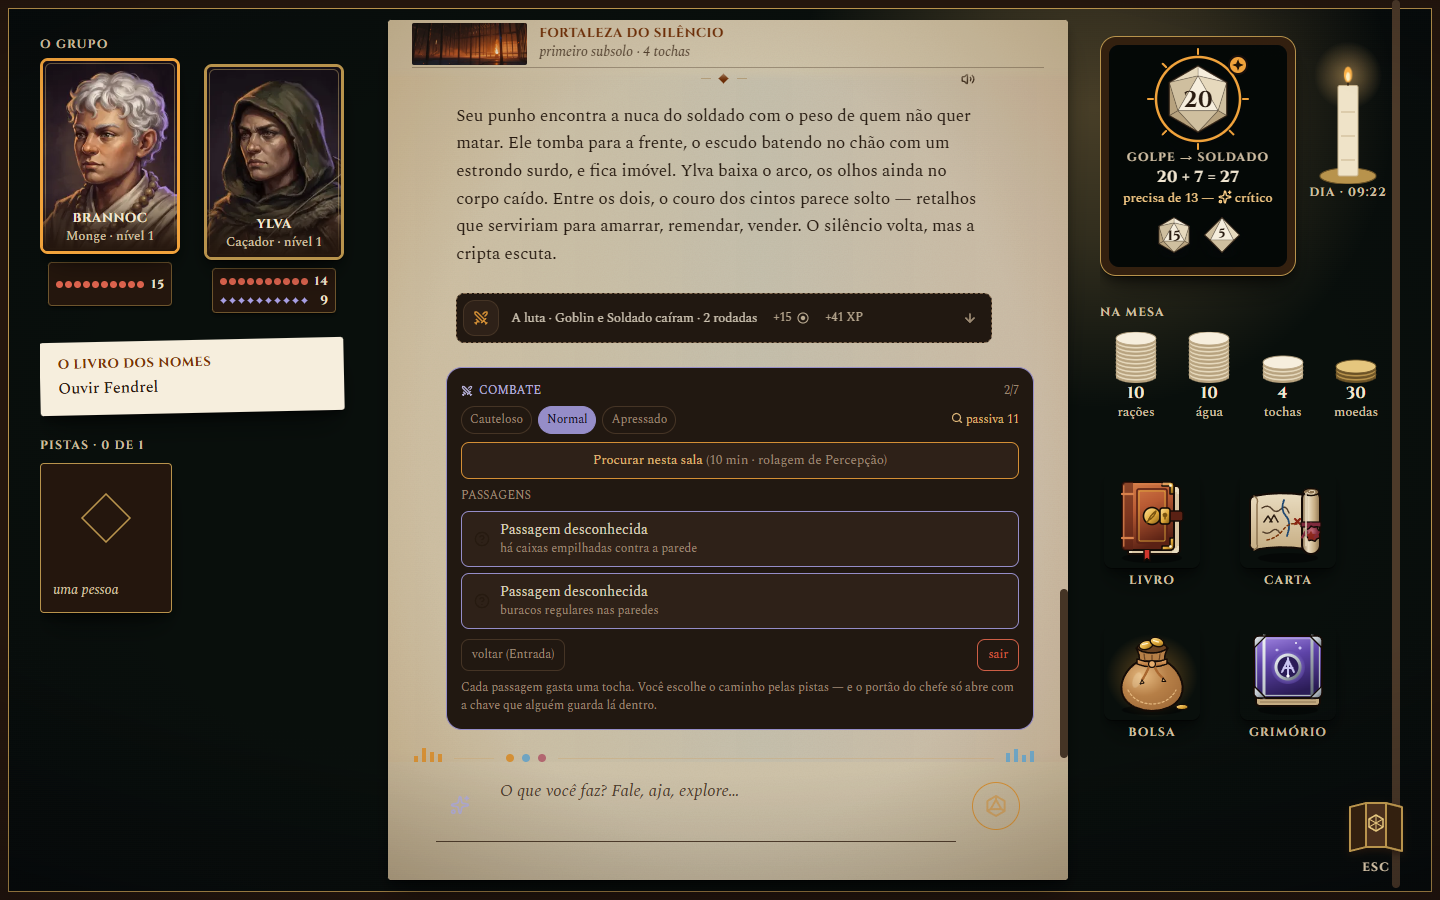 O GRUPO
BRANNOC
Monge · nível 1
15
YLVA
Caçador · nível 1
14
9
O LIVRO DOS NOMES
Ouvir Fendrel
PISTAS · 0 DE 1
uma pessoa
FORTALEZA DO SILÊNCIO
primeiro subsolo · 4 tochas
Seu punho encontra a nuca do soldado com o peso de quem não quer
matar. Ele tomba para a frente, o escudo batendo no chão com um
estrondo surdo, e fica imóvel. Ylva baixa o arco, os olhos ainda no
corpo caído. Entre os dois, o couro dos cintos parece solto — retalhos
que serviriam para amarrar, remendar, vender. O silêncio volta, mas a
cripta escuta.
A luta · Goblin e Soldado caíram · 2 rodadas +15 +41 XP
COMBATE 2/7
Cauteloso Normal Apressado passiva 11
Procurar nesta sala (10 min · rolagem de Percepção)
PASSAGENS
Passagem desconhecida
há caixas empilhadas contra a parede
Passagem desconhecida
buracos regulares nas paredes
voltar (Entrada) sair
Cada passagem gasta uma tocha. Você escolhe o caminho pelas pistas — e o portão do chefe só abre com
a chave que alguém guarda lá dentro.
O que você faz? Fale, aja, explore...
20
GOLPE → SOLDADO
20 + 7 = 27
precisa de 13 — crítico
15 5
DIA · 09:22
NA MESA
10 10 4 30
rações água tochas moedas
LIVRO CARTA
BOLSA GRIMÓRIO
ESC